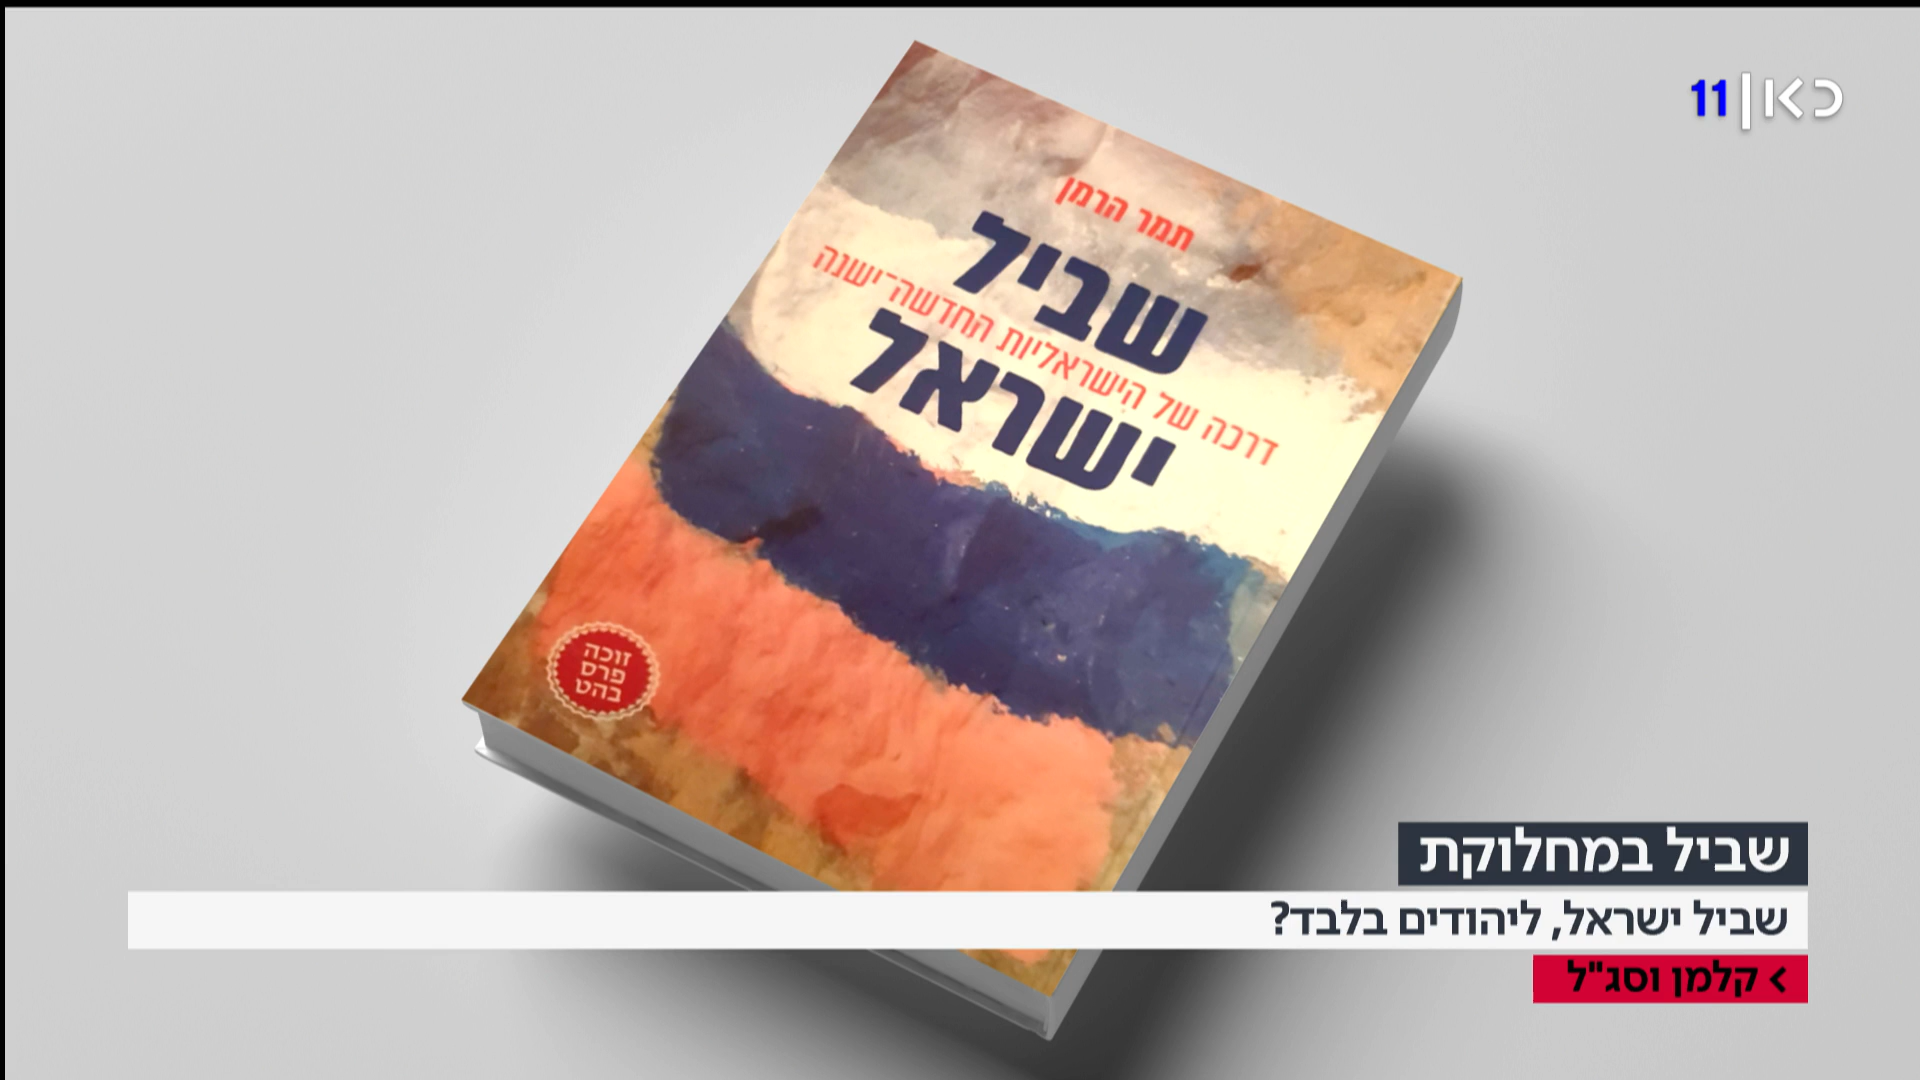 כאן 11
תמר הרמן
שביל
דרכה של הישראליות החדשה־ישנה
ישראל
זוכה
פרס
בהט
שביל במחלוקת
שביל ישראל, ליהודים בלבד?
קלמן וסג"ל